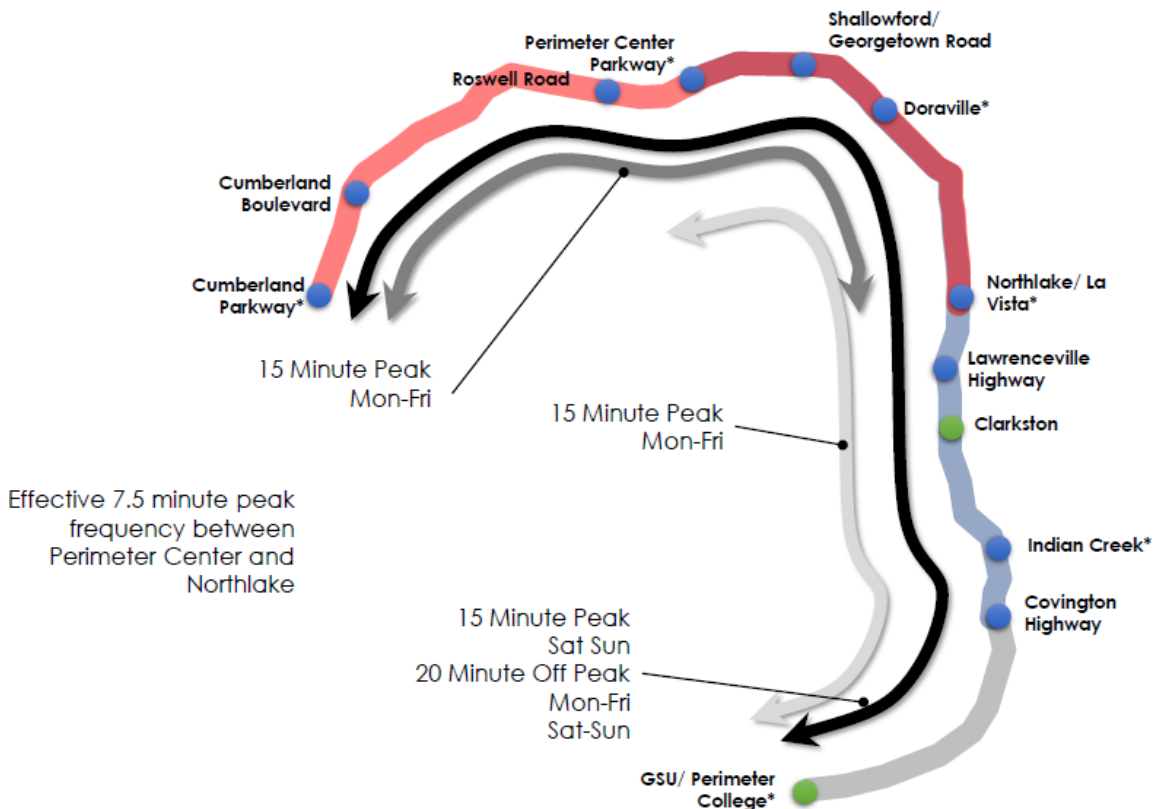 Shallowford/
Georgetown Road
Perimeter Center
Parkway*
Roswell Road
Doraville*
Cumberland
Boulevard
Cumberland
Parkway*
Northlake/ La
Vista*
15 Minute Peak
Mon-Fri
Lawrenceville
Highway
15 Minute Peak
Mon-Fri
Clarkston
Effective 7.5 minute peak
frequency between
Perimeter Center and
Northlake
Indian Creek*
Covington
Highway
15 Minute Peak
Sat Sun
20 Minute Off Peak
Mon-Fri
Sat-Sun
GSU/ Perimeter
College*